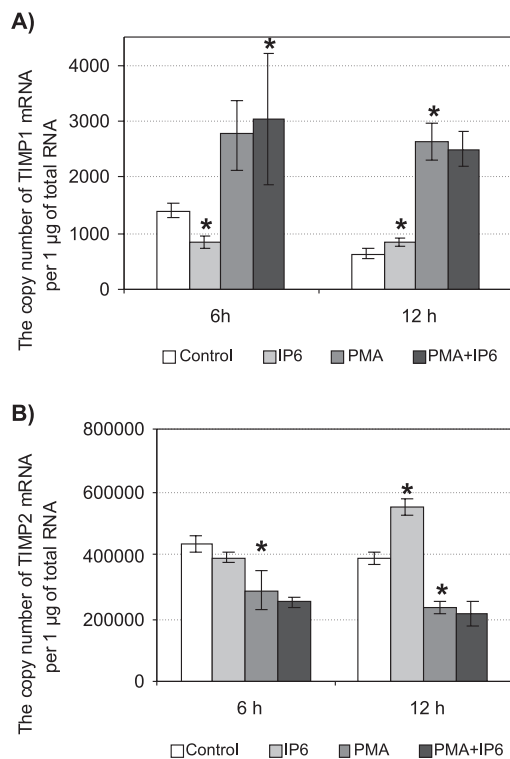 A)
The copy number of TIMP1 mRNA
per 1 µg of total RNA
4000
3000
2000
1000
0
*
*
*
*
6h
12 h
Control
IP6
PMA
PMA+IP6
B)
The copy number of TIMP2 mRNA
per 1 µg of total RNA
800000
600000
400000
200000
0
*
*
*
6 h
12 h
Control
IP6
PMA
PMA+IP6